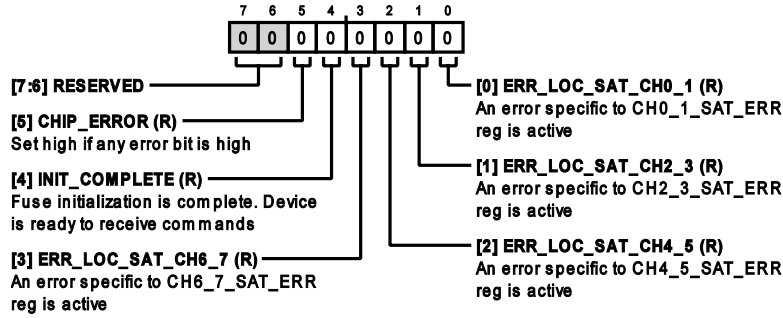 7 6 5 4 3 2 1 0
0 0 0 0 0 0 0 0
[7:6] RESERVED
[5] CHIP_ERROR (R)
Set high if any error bit is high
[4] INIT_COMPLETE (R)
Fuse initialization is complete. Device
is ready to receive commands
[3] ERR_LOC_SAT_CH6_7 (R)
An error specific to CH6_7_SAT_ERR
reg is active
[0] ERR_LOC_SAT_CH0_1 (R)
An error specific to CH0_1_SAT_ERR
reg is active
[1] ERR_LOC_SAT_CH2_3 (R)
An error specific to CH2_3_SAT_ERR
reg is active
[2] ERR_LOC_SAT_CH4_5 (R)
An error specific to CH4_5_SAT_ERR
reg is active